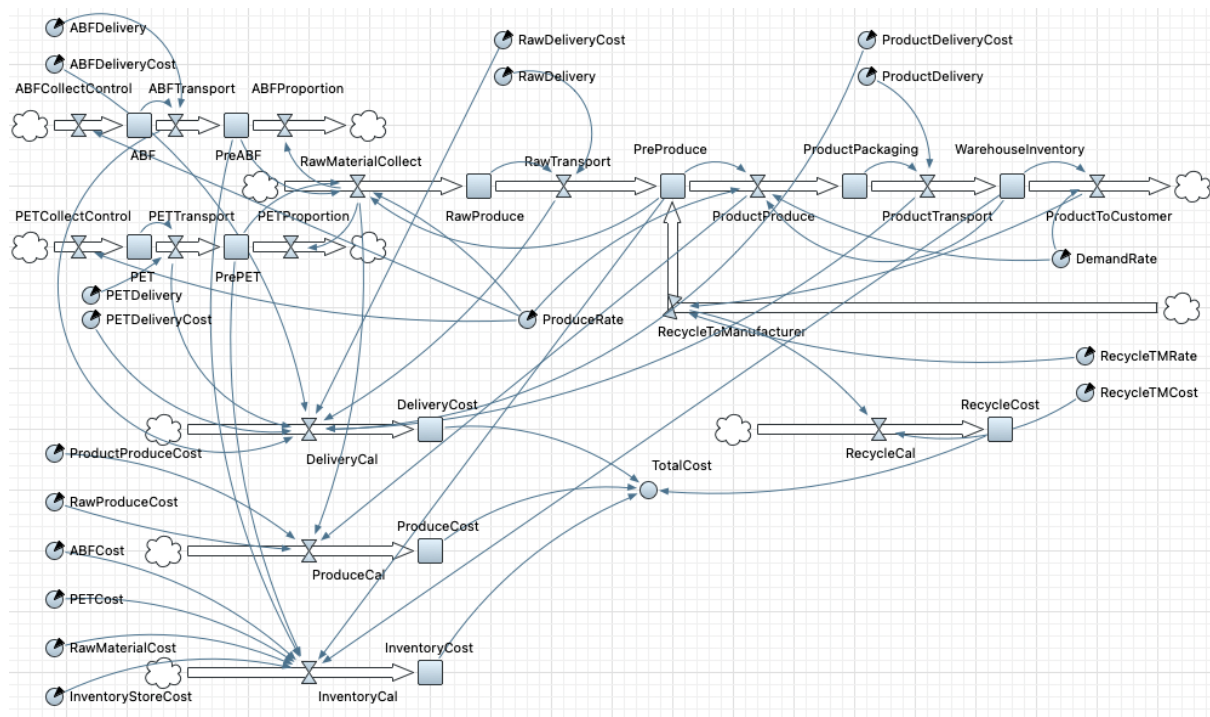 ABFDelivery
RawDeliveryCost
ProductDeliveryCost
ABFDeliveryCost
RawDelivery
ProductDelivery
ABFCollectControl
ABFTransport
ABFProportion
ABF
PreABF
RawMaterialCollect
RawTransport
PreProduce
ProductPackaging
WarehouseInventory
PETCollectControl
PETTransport
PETProportion
RawProduce
ProductProduce
ProductTransport
ProductToCustomer
PET
PrePET
DemandRate
PETDelivery
PETDeliveryCost
ProduceRate
RecycleToManufacturer
RecycleTMRate
RecycleTMCost
DeliveryCost
RecycleCost
ProductProduceCost
DeliveryCal
RecycleCal
TotalCost
RawProduceCost
ProduceCost
ABFCost
ProduceCal
PETCost
RawMaterialCost
InventoryCost
InventoryStoreCost
InventoryCal